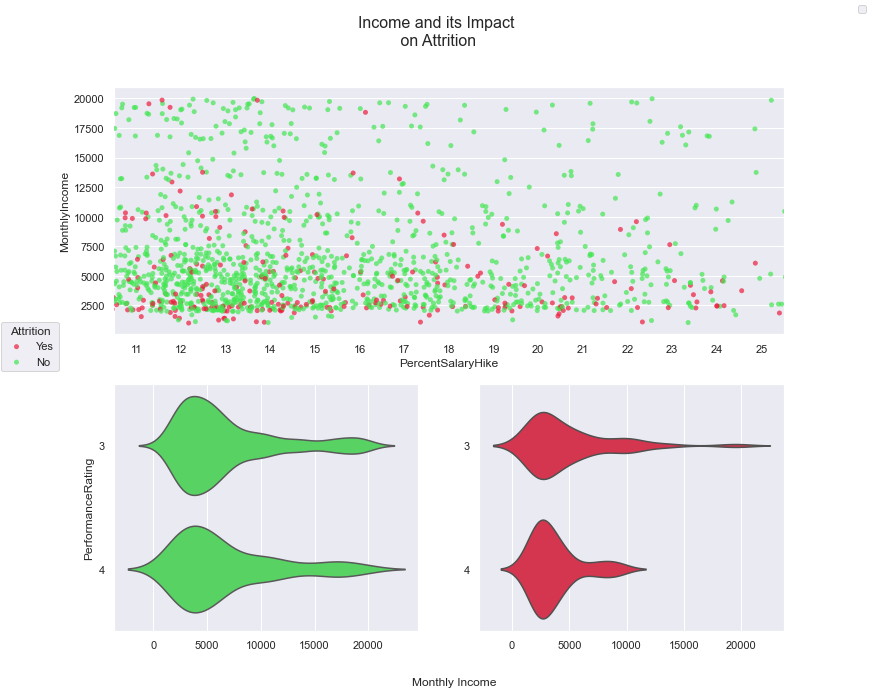 Income and its Impact
on Attrition
MonthlyIncome
20000
17500
15000
12500
10000
7500
5000
2500
11 12 13 14 15 16 17 18 19 20 21 22 23 24 25
PercentSalaryHike
Attrition
Yes
No
PerformanceRating
3
4
0 5000 10000 15000 20000
3
4
0 5000 10000 15000 20000
Monthly Income